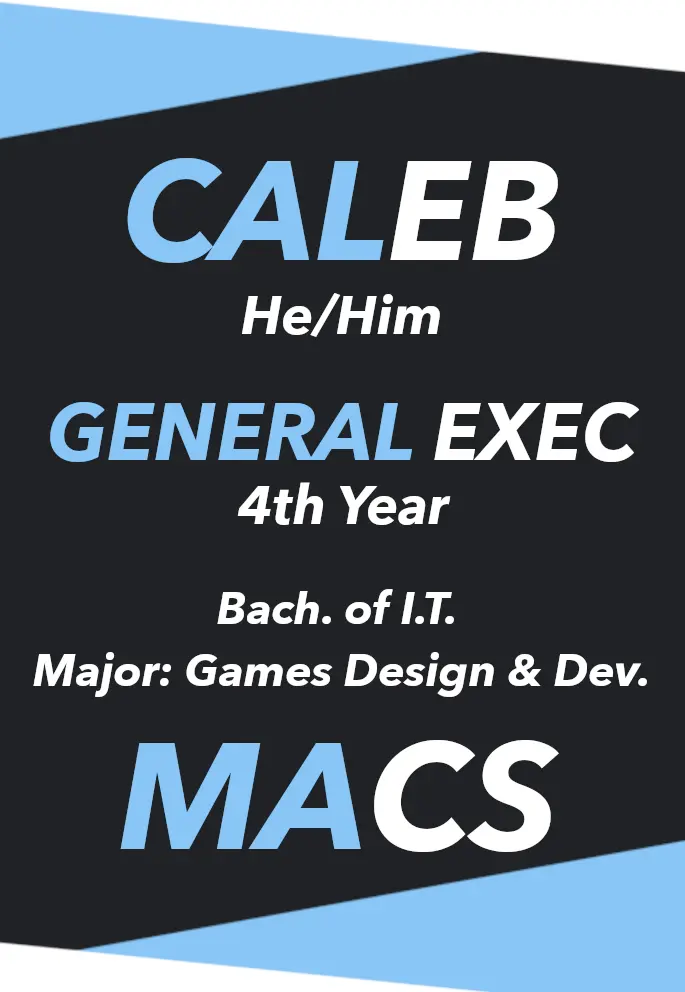 CALEB
He/Him
GENERAL EXEC
4th Year
Bach. of I.T.
Major: Games Design & Dev.
MACS